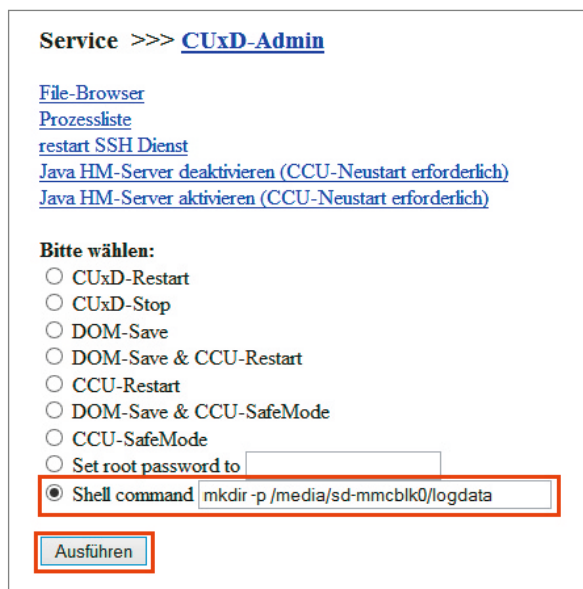 Service >>> CUxD-Admin
File-Browser
Prozessliste
restart SSH Dienst
Java HM-Server deaktivieren (CCU-Neustart erforderlich)
Java HM-Server aktivieren (CCU-Neustart erforderlich)
Bitte wählen:
CUxD-Restart
CUxD-Stop
DOM-Save
DOM-Save & CCU-Restart
CCU-Restart
DOM-Save & CCU-SafeMode
CCU-SafeMode
Set root password to
Shell command mkdir -p /media/sd-mmcblk0/logdata
Ausführen